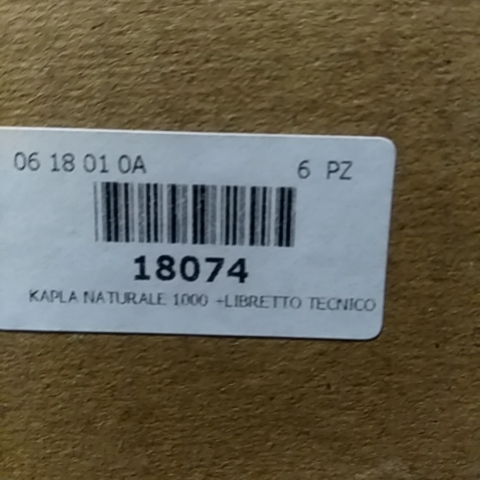 06 18 01 0A 6 PZ
18074
KAPLA NATURALE 1000 +LIBRETTO TECNICO